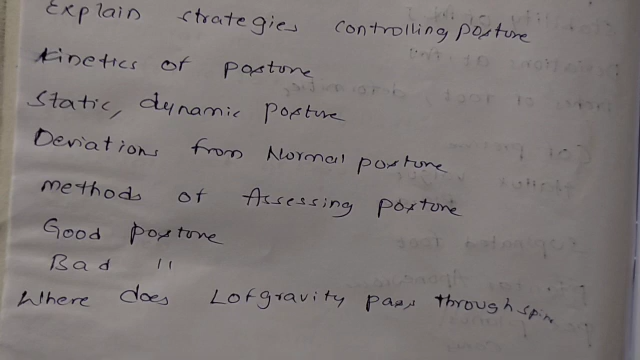 Explain strategies controlling posture
Kinetics of posture
Static, dynamic posture
Deviations from Normal posture
methods of Assessing posture
Good posture
Bad 11
Where does Lofgravity pass through spin